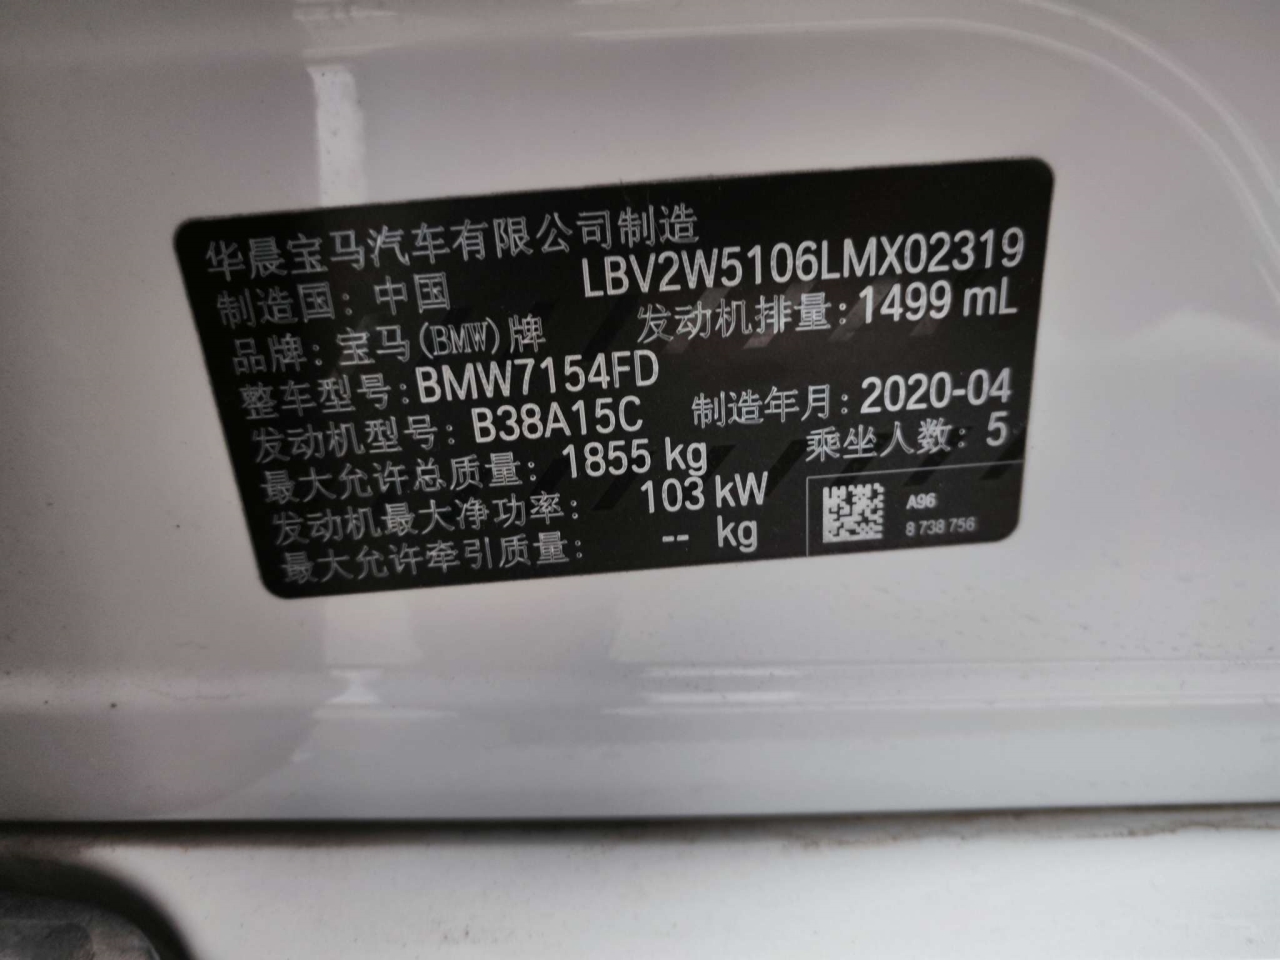 华晨宝马汽车有限公司制造
LBV2W5106LMX02319
制造国：中国
发动机排量：1499 mL
品牌：宝马(BMW)牌
整车型号：BMW7154FD
制造年月：2020-04
发动机型号：B38A15C
乘坐人数：5
最大允许总质量：1855 kg
发动机最大净功率：103 kW
最大允许牵引质量：-- kg
A96
8 738 756